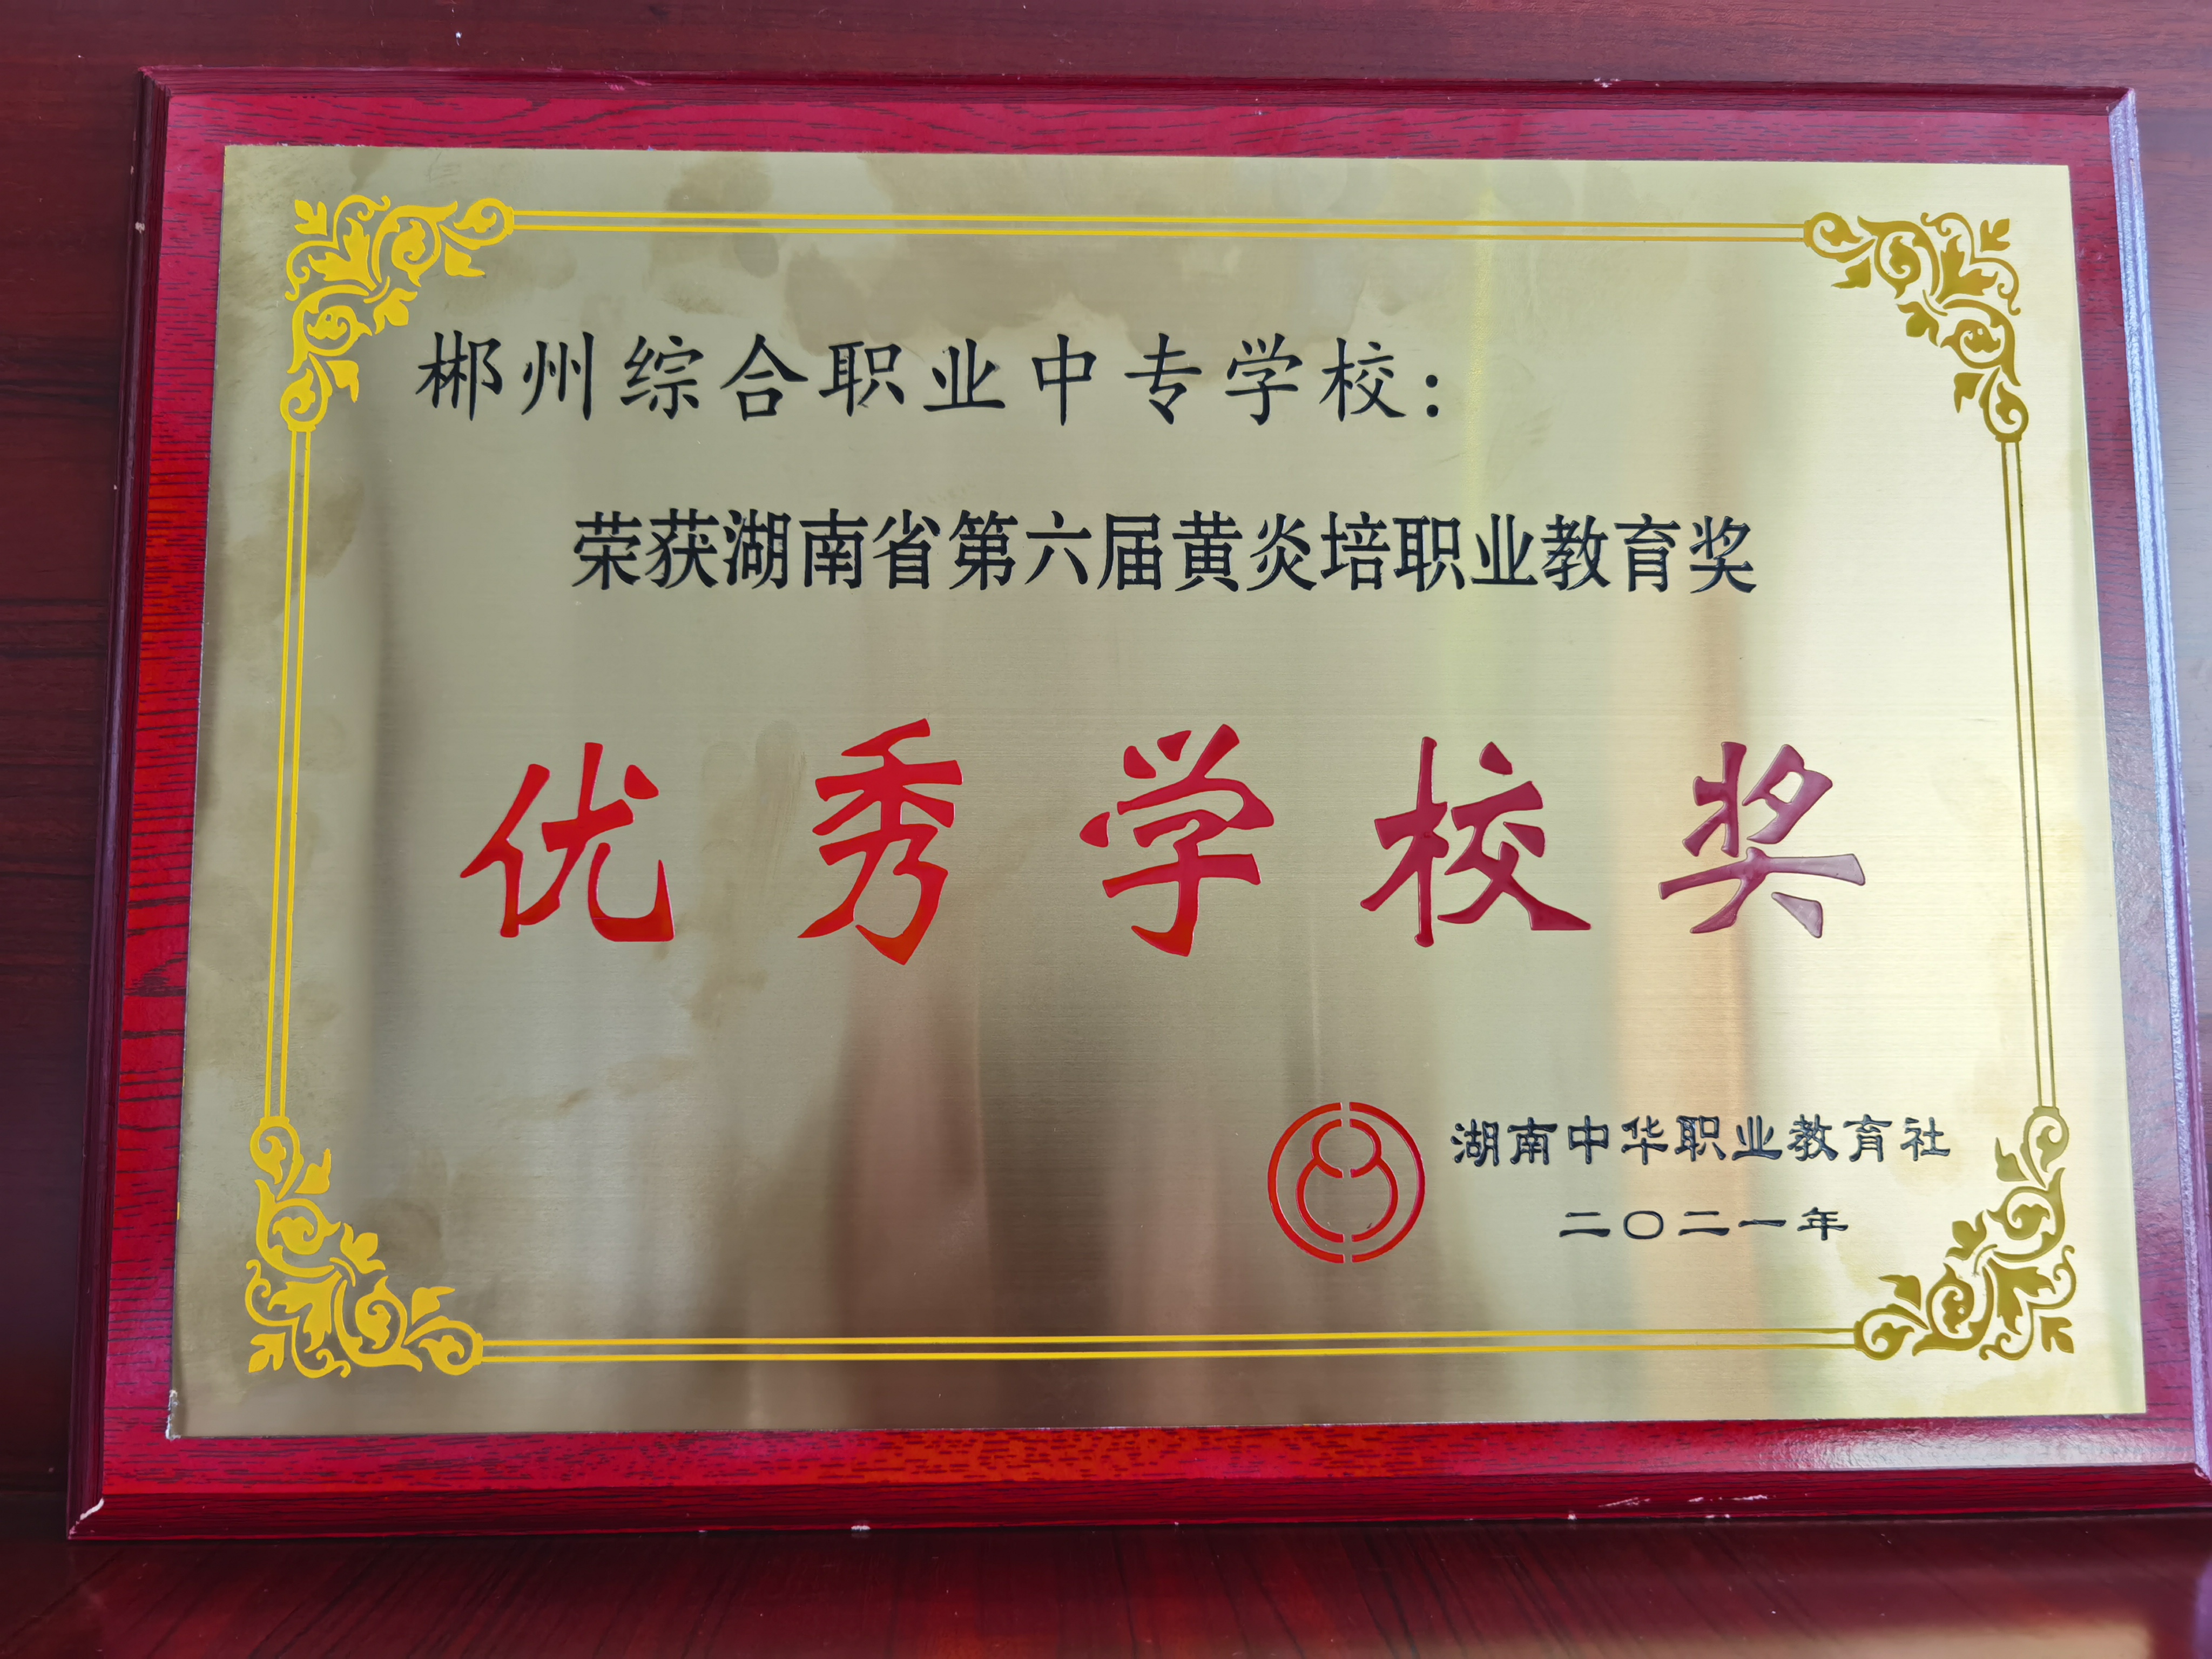 郴州综合职业中专学校：
荣获湖南省第六届黄炎培职业教育奖
优秀学校奖
湖南中华职业教育社
二〇二一年